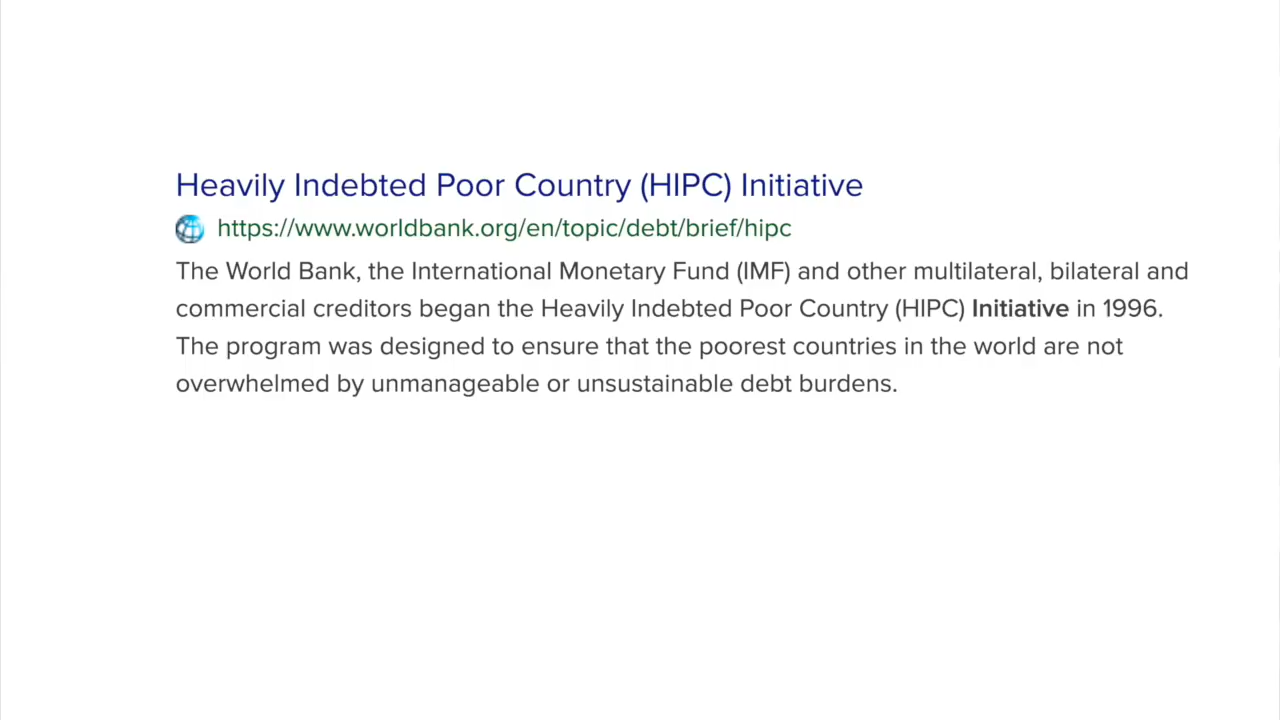 Heavily Indebted Poor Country (HIPC) Initiative
https://www.worldbank.org/en/topic/debt/brief/hipc
The World Bank, the International Monetary Fund (IMF) and other multilateral, bilateral and
commercial creditors began the Heavily Indebted Poor Country (HIPC) Initiative in 1996.
The program was designed to ensure that the poorest countries in the world are not
overwhelmed by unmanageable or unsustainable debt burdens.